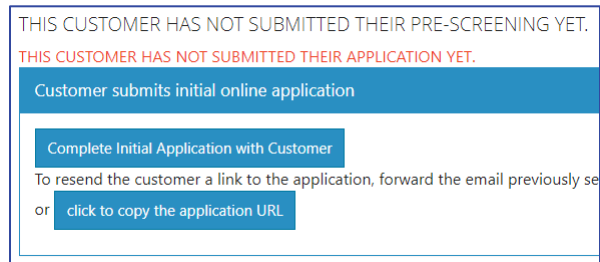 THIS CUSTOMER HAS NOT SUBMITTED THEIR PRE-SCREENING YET.
THIS CUSTOMER HAS NOT SUBMITTED THEIR APPLICATION YET.
Customer submits initial online application
Complete Initial Application with Customer
To resend the customer a link to the application, forward the email previously se
or click to copy the application URL